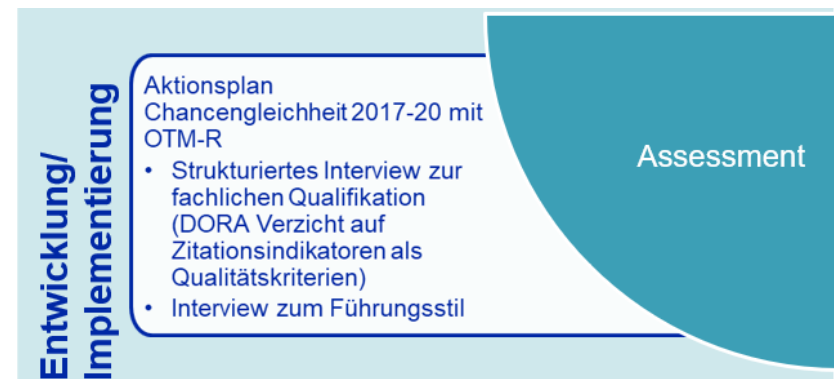 Entwicklung/
Implementierung
Aktionsplan
Chancengleichheit 2017-20 mit
OTM-R
• Strukturiertes Interview zur
fachlichen Qualifikation
(DORA Verzicht auf
Zitationsindikatoren als
Qualitätskriterien)
• Interview zum Führungsstil
Assessment